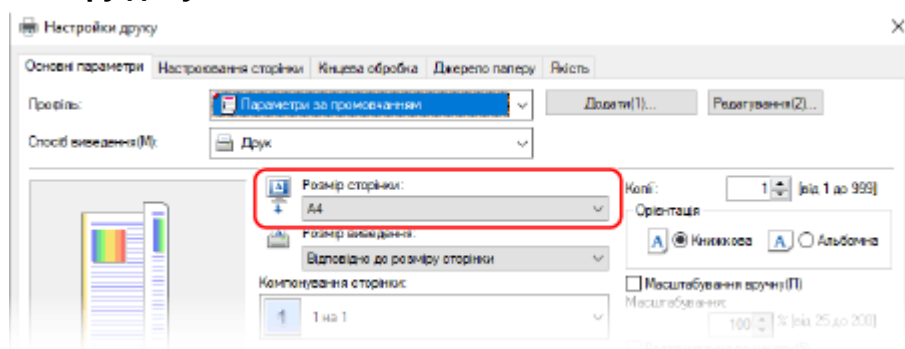 Настройки друку
Основні параметри Настроювання сторінки Кінцева обробка Джерело паперу Якість
Профіль: Параметри за промовчанням Додати(1)... Редагування(2)...
Спосіб виведення(M): Друк
Розмір сторінки: Копії: 1 [від 1 до 999]
A4 Орієнтація
Розмір виведення: A Книжкова A Альбомна
Відповідно до розміру сторінки
Компонування сторінки: Масштабування вручну(П)
Масштабування:
1 1 на 1 100 % [від 25 до 200]